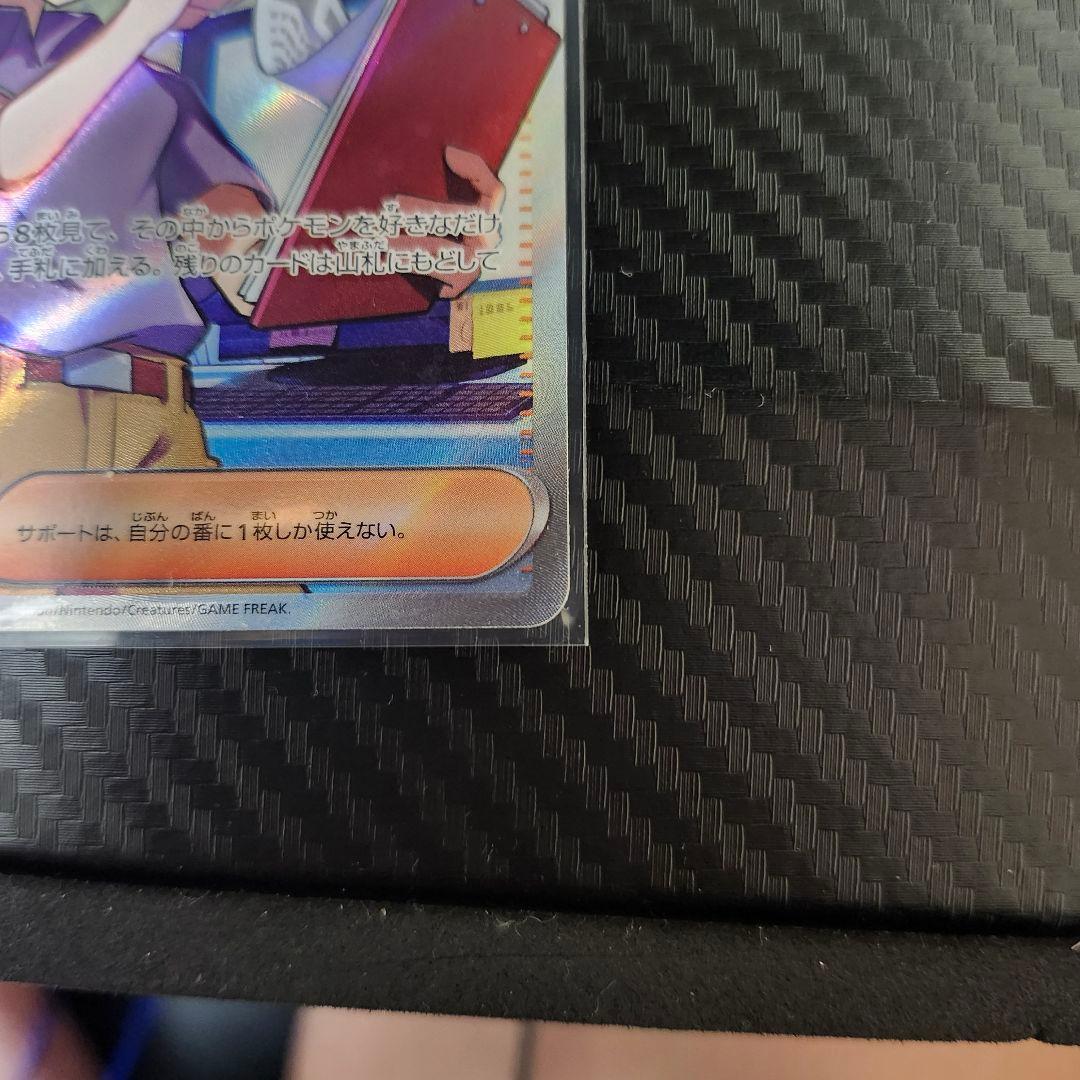 8枚見て、その中からポケモンを好きなだけ
手札に加える。残りのカードは山札にもどして
サポートは、自分の番に1枚しか使えない。
/Nintendo/Creatures/GAME FREAK.